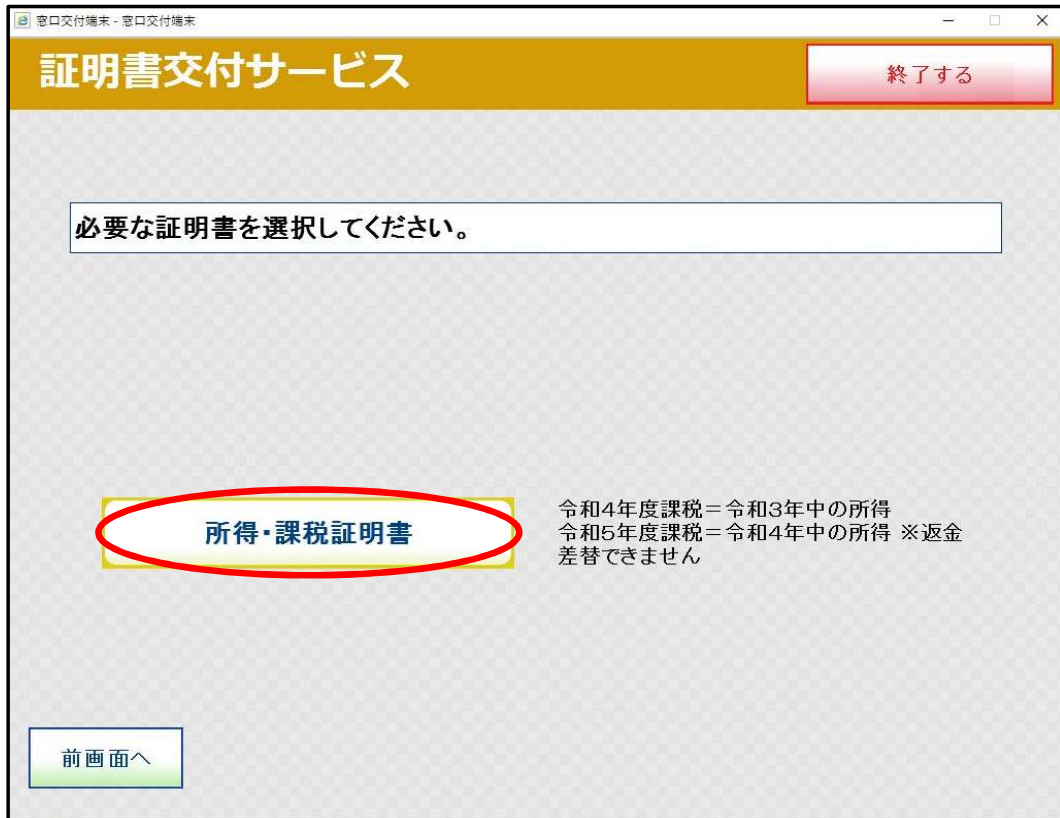 窓口交付端末 - 窓口交付端末
証明書交付サービス
終了する
必要な証明書を選択してください。
所得・課税証明書
令和4年度課税＝令和3年中の所得
令和5年度課税＝令和4年中の所得 ※返金
差替できません
前画面へ